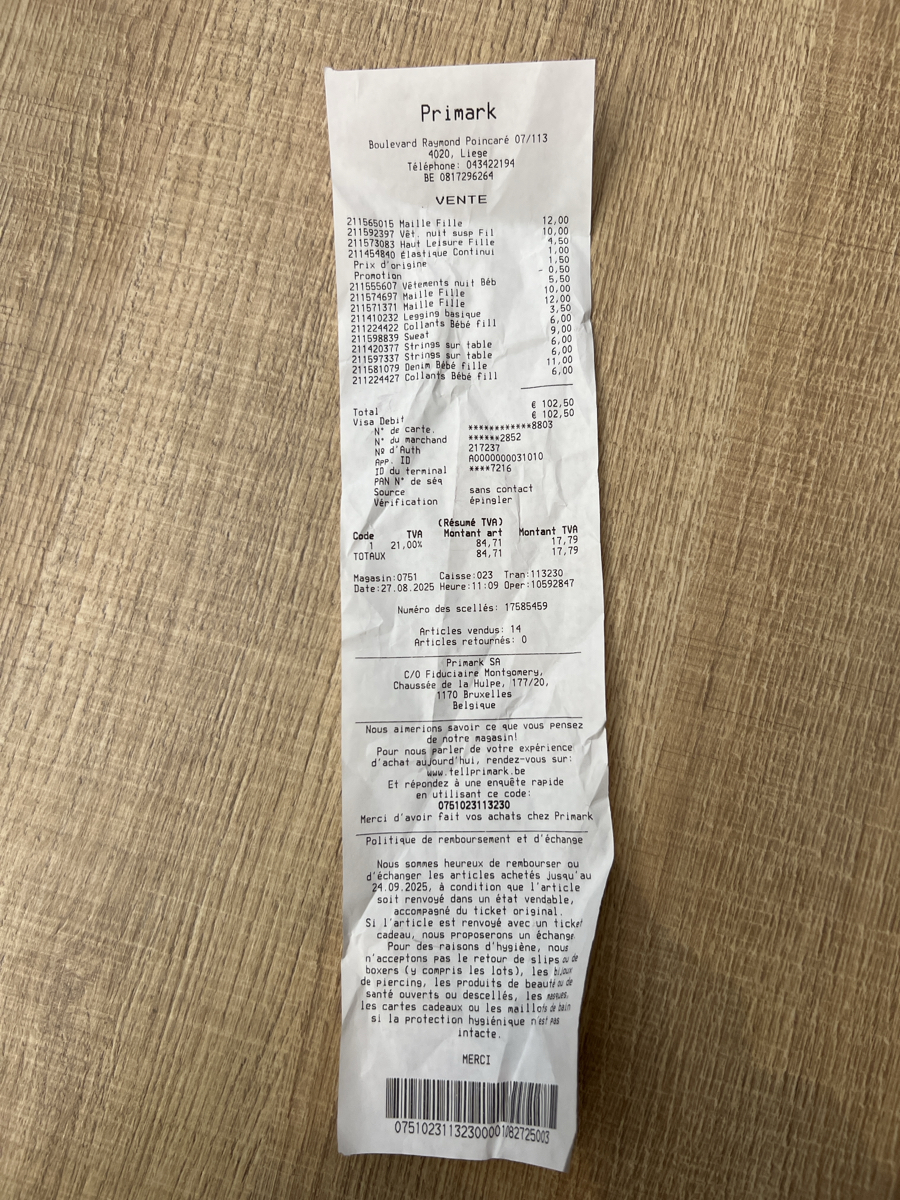 Primark
Boulevard Raymond Poincaré 07/113
4020, Liege
Téléphone: 043422194
BE 0817296264
VENTE
211565015 Maille Fille 12,00
211592397 Vêt. nuit susp Fil 10,00
211573083 Haut Leisure Fille 4,50
211454840 Élastique Continui 1,00
Prix d'origine 1,50
Promotion - 0,50
211555607 Vêtements nuit Béb 5,50
211574697 Maille Fille 10,00
211571371 Maille Fille 12,00
211410232 Legging basique 3,50
211224422 Collants Bébé fill 6,00
211598839 Sweat 9,00
211420377 Strings sur table 6,00
211597337 Strings sur table 6,00
211581079 Denim Bébé fille 11,00
211224427 Collants Bébé fill 6,00
Total € 102,50
Visa Debit € 102,50
N° de carte. ************8803
N° du marchand ******2852
Nº d'Auth 217237
App. ID A0000000031010
ID du terminal ****7216
PAN N° de séq
Source sans contact
Vérification épingler
(Résumé TVA)
Code TVA Montant art Montant TVA
1 21,00% 84,71 17,79
TOTAUX 84,71 17,79
Magasin:0751 Caisse:023 Tran:113230
Date:27.08.2025 Heure:11:09 Oper:10592847
Numéro des scellés: 17585459
Articles vendus: 14
Articles retournés: 0
Primark SA
C/O Fiduciaire Montgomery,
Chaussée de la Hulpe, 177/20,
1170 Bruxelles
Belgique
Nous aimerions savoir ce que vous pensez
de notre magasin!
Pour nous parler de votre expérience
d'achat aujourd'hui, rendez-vous sur:
www.tellprimark.be
Et répondez à une enquête rapide
en utilisant ce code:
0751023113230
Merci d'avoir fait vos achats chez Primark
Politique de remboursement et d'échange
Nous sommes heureux de rembourser ou
d'échanger les articles achetés jusqu'au
24.09.2025, à condition que l'article
soit renvoyé dans un état vendable,
accompagné du ticket original.
Si l'article est renvoyé avec un ticket
cadeau, nous proposerons un échange.
Pour des raisons d'hygiène, nous
n'acceptons pas le retour de slips ou de
boxers (y compris les lots), les bijoux
de piercing, les produits de beauté ou de
santé ouverts ou descellés, les masques,
les cartes cadeaux ou les maillots de bain
si la protection hygiénique n'est pas
intacte.
MERCI
075102311323000010827250​03